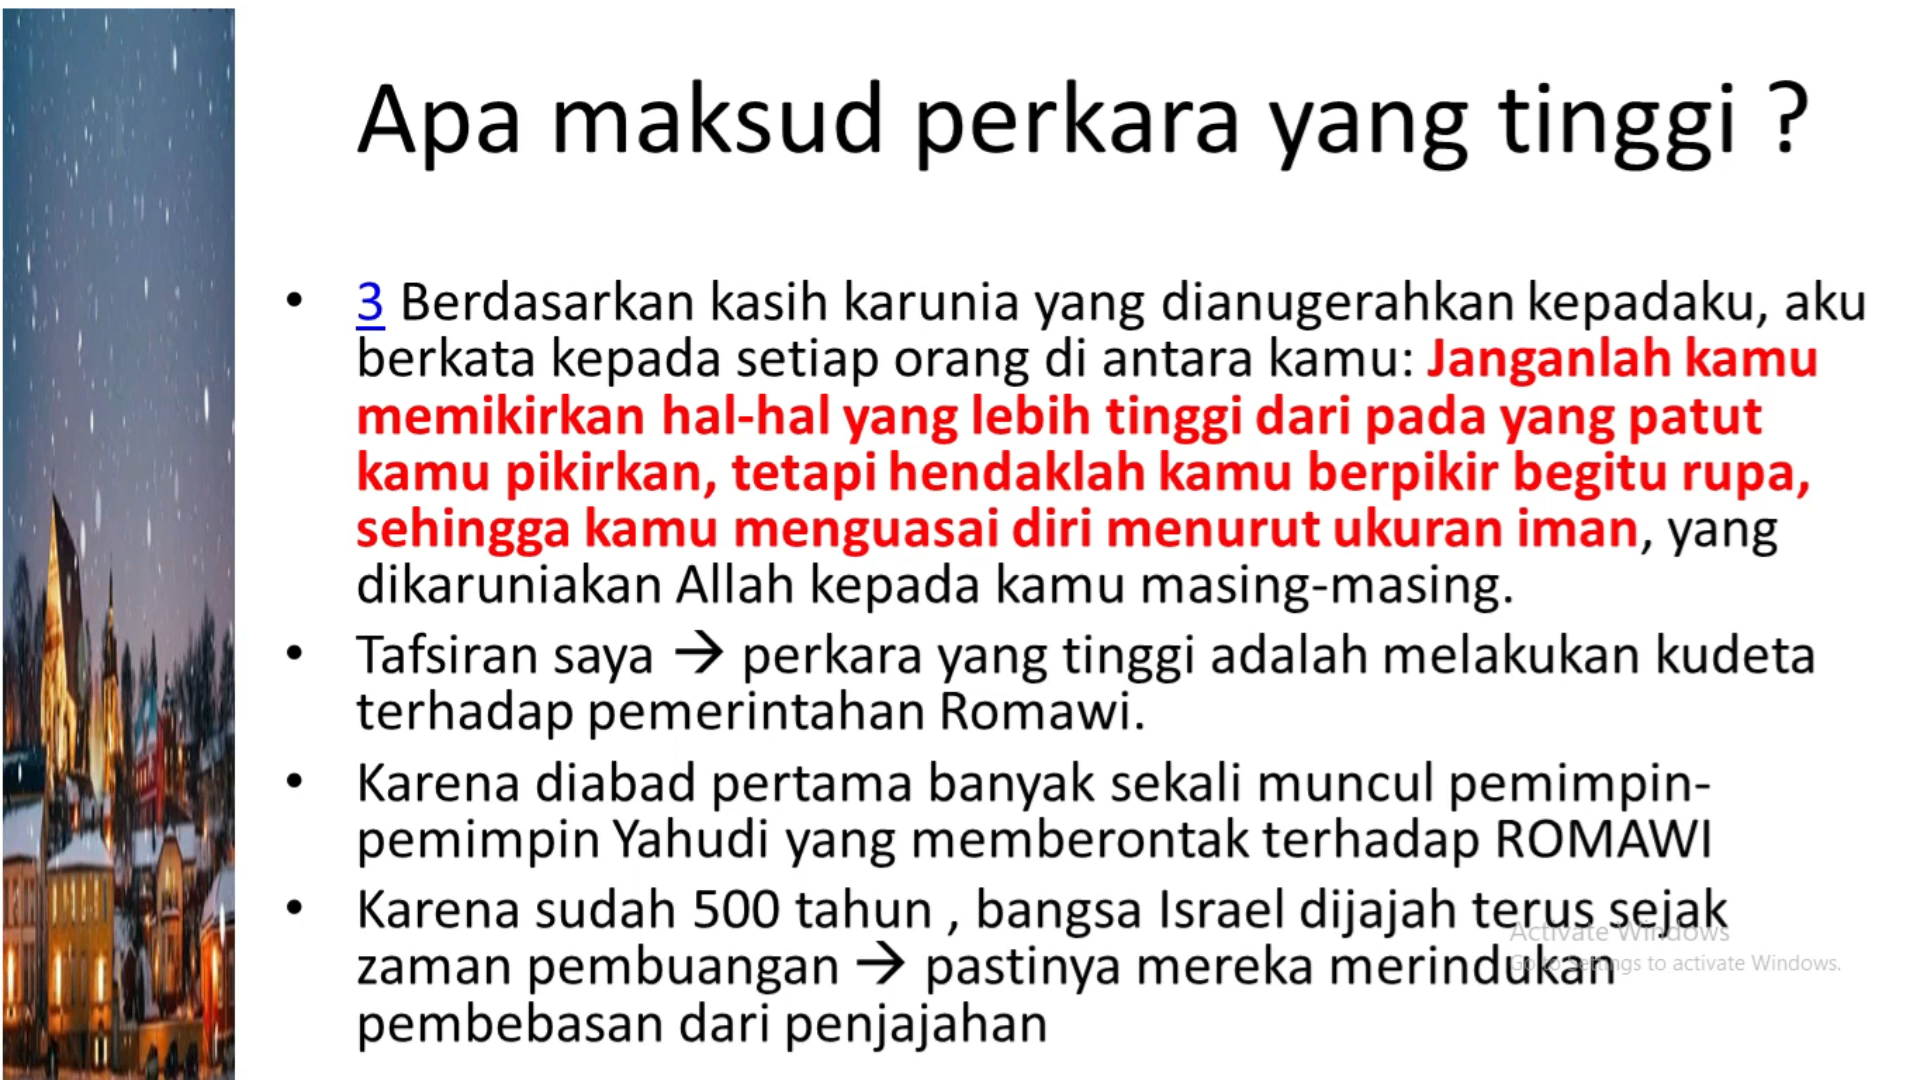 Apa maksud perkara yang tinggi ?
• 3 Berdasarkan kasih karunia yang dianugerahkan kepadaku, aku
berkata kepada setiap orang di antara kamu: Janganlah kamu
memikirkan hal-hal yang lebih tinggi dari pada yang patut
kamu pikirkan, tetapi hendaklah kamu berpikir begitu rupa,
sehingga kamu menguasai diri menurut ukuran iman, yang
dikaruniakan Allah kepada kamu masing-masing.
• Tafsiran saya → perkara yang tinggi adalah melakukan kudeta
terhadap pemerintahan Romawi.
• Karena diabad pertama banyak sekali muncul pemimpin-
pemimpin Yahudi yang memberontak terhadap ROMAWI
• Karena sudah 500 tahun , bangsa Israel dijajah terus sejak
zaman pembuangan → pastinya mereka merindukan
pembebasan dari penjajahan
Activate Windows
Go to Settings to activate Windows.